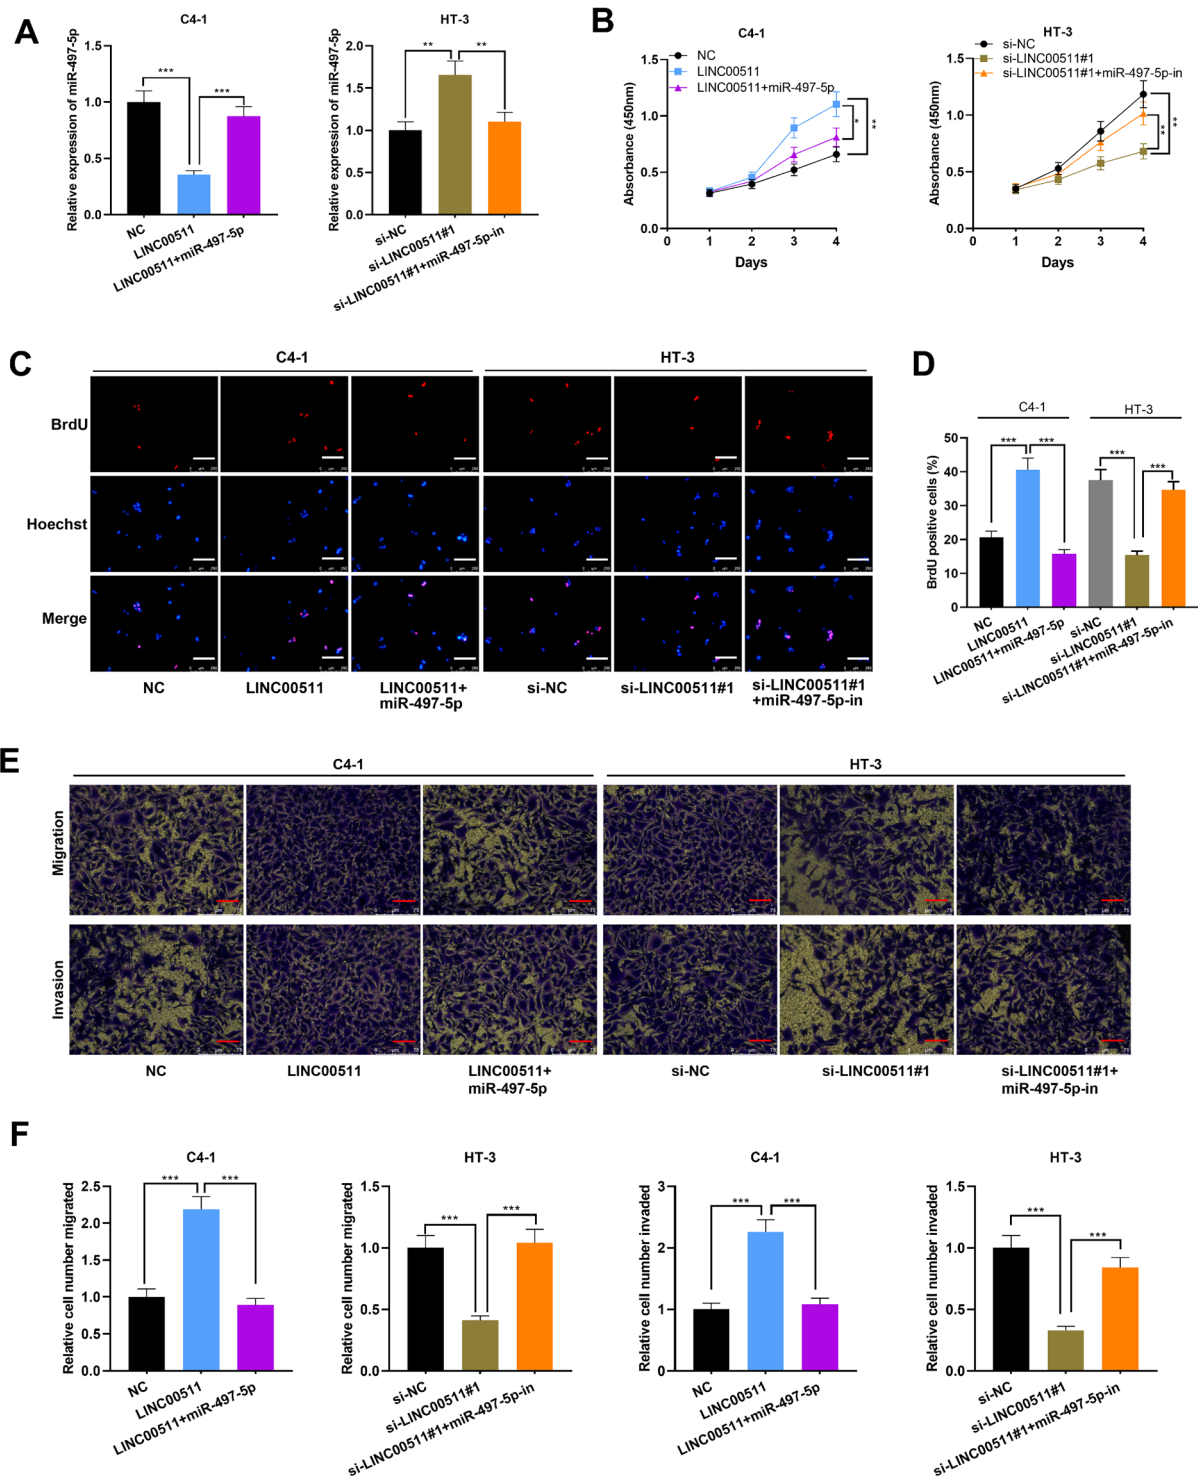 A
C4-1
Relative expression of miR-497-5p
1.5
1.0
0.5
0.0
***
***
NC
LINC00511
LINC00511+miR-497-5p
HT-3
Relative expression of miR-497-5p
2.0
1.5
1.0
0.5
0.0
**
**
si-NC
si-LINC00511#1
si-LINC00511#1+miR-497-5p-in
B
C4-1
NC
LINC00511
LINC00511+miR-497-5p
Absorbance (450nm)
1.5
1.0
0.5
0.0
0 1 2 3 4
Days
*
**
HT-3
si-NC
si-LINC00511#1
si-LINC00511#1+miR-497-5p-in
Absorbance (450nm)
1.5
1.0
0.5
0.0
0 1 2 3 4
Days
**
**
C
C4-1 HT-3
BrdU
Hoechst
Merge
0 µm 250
NC
LINC00511
LINC00511+
miR-497-5p
si-NC
si-LINC00511#1
si-LINC00511#1
+miR-497-5p-in
D
C4-1 HT-3
BrdU positive cells (%)
50
40
30
20
10
0
*** *** *** ***
NC
LINC00511
LINC00511+miR-497-5p
si-NC
si-LINC00511#1
si-LINC00511#1+miR-497-5p-in
E
C4-1 HT-3
Migration
Invasion
0 µm 75
NC
LINC00511
LINC00511+
miR-497-5p
si-NC
si-LINC00511#1
si-LINC00511#1+
miR-497-5p-in
F
C4-1
Relative cell number migrated
2.5
2.0
1.5
1.0
0.5
0.0
*** ***
NC
LINC00511
LINC00511+miR-497-5p
HT-3
Relative cell number migrated
1.5
1.0
0.5
0.0
*** ***
si-NC
si-LINC00511#1
si-LINC00511#1+miR-497-5p-in
C4-1
Relative cell number invaded
3
2
1
0
*** ***
NC
LINC00511
LINC00511+miR-497-5p
HT-3
Relative cell number invaded
1.5
1.0
0.5
0.0
*** ***
si-NC
si-LINC00511#1
si-LINC00511#1+miR-497-5p-in